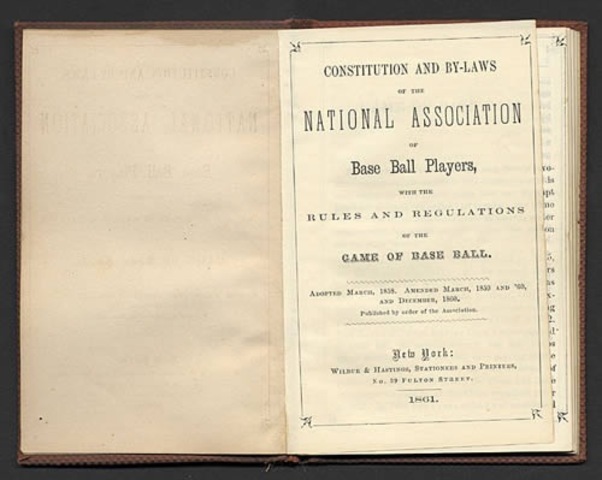 CONSTITUTION AND BY-LAWS
OF THE
NATIONAL ASSOCIATION
OF
Base Ball Players,
WITH THE
RULES AND REGULATIONS
OF THE
GAME OF BASE BALL.
ADOPTED MARCH, 1858. AMENDED MARCH, 1859 AND '60,
AND DECEMBER, 1860.
Published by order of the Association.
New York:
WILBUR & HASTINGS, STATIONERS AND PRINTERS,
No. 39 FULTON STREET.
1861.